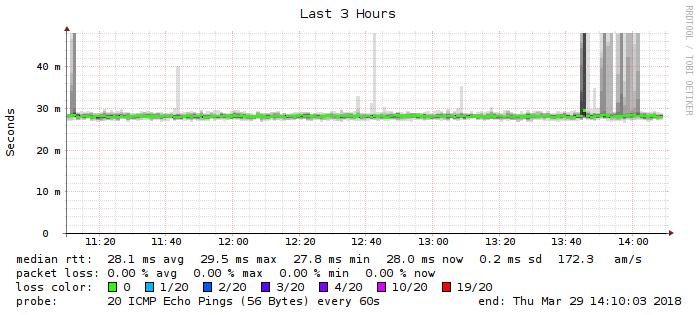 Last 3 Hours
RRDTOOL / TOBI OETIKER
Seconds
40 m
30 m
20 m
10 m
0
11:20 11:40 12:00 12:20 12:40 13:00 13:20 13:40 14:00
median rtt: 28.1 ms avg 29.5 ms max 27.8 ms min 28.0 ms now 0.2 ms sd 172.3 am/s
packet loss: 0.00 % avg 0.00 % max 0.00 % min 0.00 % now
loss color: 0 1/20 2/20 3/20 4/20 10/20 19/20
probe: 20 ICMP Echo Pings (56 Bytes) every 60s end: Thu Mar 29 14:10:03 2018